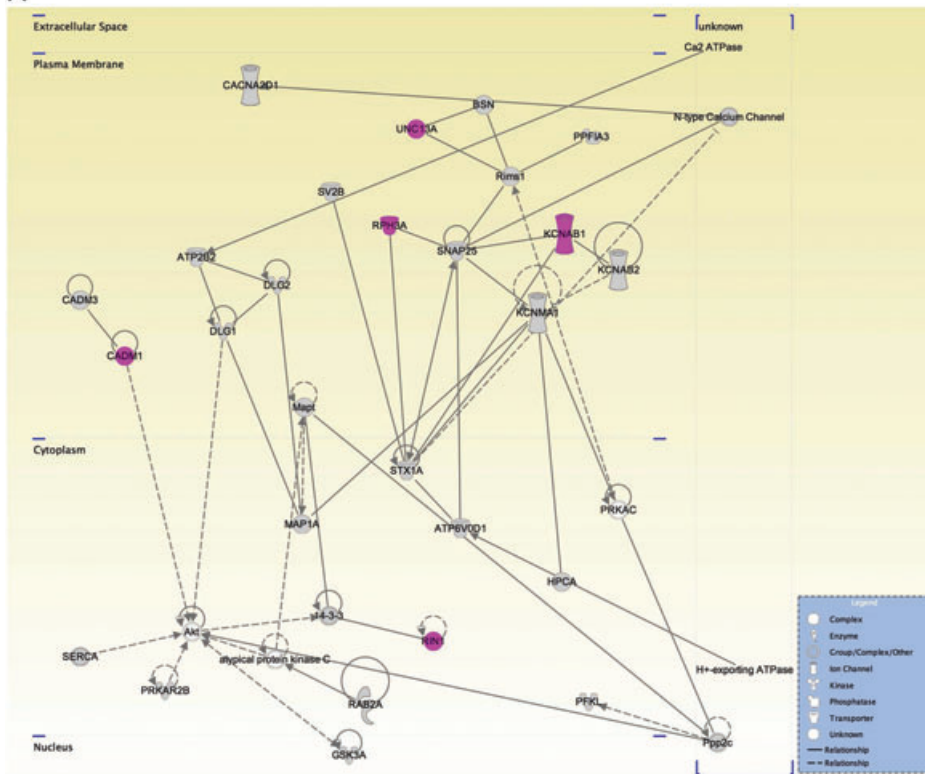 Extracellular Space
unknown
Ca2 ATPase
Plasma Membrane
CACNA2D1
BSN
N-type Calcium Channel
UNC13A
PPFIA3
Rims1
SV2B
RPH3A
KCNAB1
SNAP25
ATP2B2
KCNAB2
DLG2
CADM3
KCNMA1
DLG1
CADM1
Mapt
Cytoplasm
STX1A
PRKAC
MAP1A
ATP6V0D1
HPCA
14-3-3
Akt
RIN1
SERCA
atypical protein kinase C
H+-exporting ATPase
PRKAR2B
RAB2A
PFKL
Nucleus
Ppp2c
GSK3A
Legend
Complex
Enzyme
Group/Complex/Other
Ion Channel
Kinase
Phosphatase
Transporter
Unknown
Relationship
Relationship